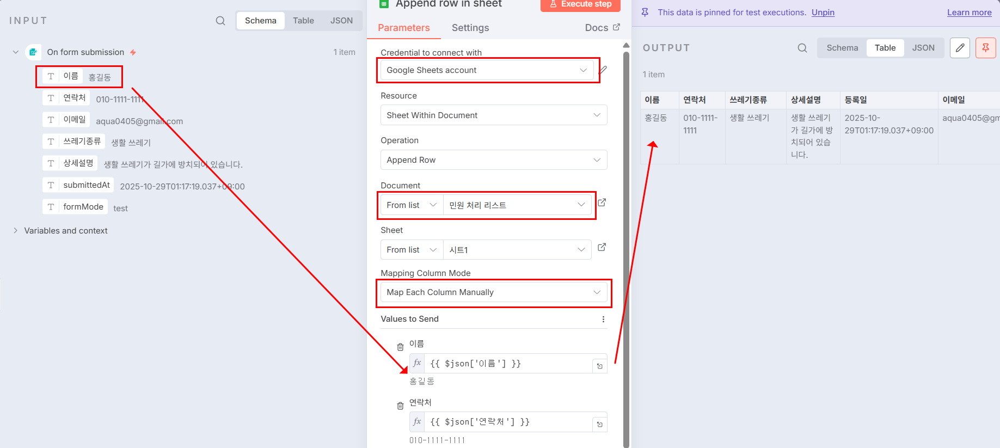 INPUT
Schema
Table
JSON
On form submission
1 item
T 이름 홍길동
T 연락처 010-1111-1111
T 이메일 aqua0405@gmail.com
T 쓰레기종류 생활 쓰레기
T 상세설명 생활 쓰레기가 길가에 방치되어 있습니다.
T submittedAt 2025-10-29T01:17:19.037+09:00
T formMode test
Variables and context
Append row in sheet
Execute step
Parameters
Settings
Docs
Credential to connect with
Google Sheets account
Resource
Sheet Within Document
Operation
Append Row
Document
From list
민원 처리 리스트
Sheet
From list
시트1
Mapping Column Mode
Map Each Column Manually
Values to Send
이름
fx {{ $json['이름'] }}
홍길동
연락처
fx {{ $json['연락처'] }}
010-1111-1111
This data is pinned for test executions. Unpin
Learn more
OUTPUT
Schema
Table
JSON
1 item
이름 연락처 쓰레기종류 상세설명 등록일 이메일
홍길동
010-1111-
1111
생활 쓰레기
생활 쓰레기
가 길가에 방
치되어 있습
니다.
2025-10-
29T01:17:19.037+09:00
aqua0405@gm